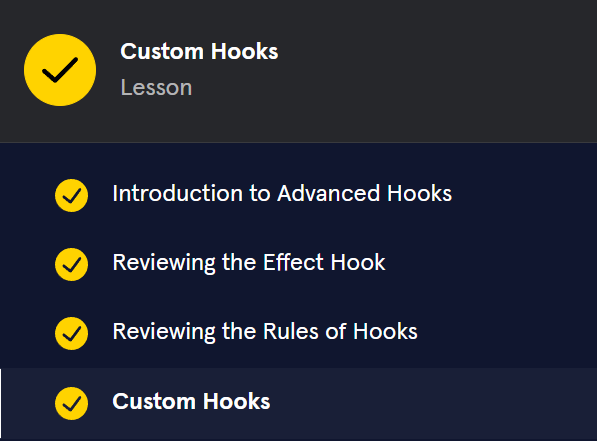 Custom Hooks
Lesson
Introduction to Advanced Hooks
Reviewing the Effect Hook
Reviewing the Rules of Hooks
Custom Hooks